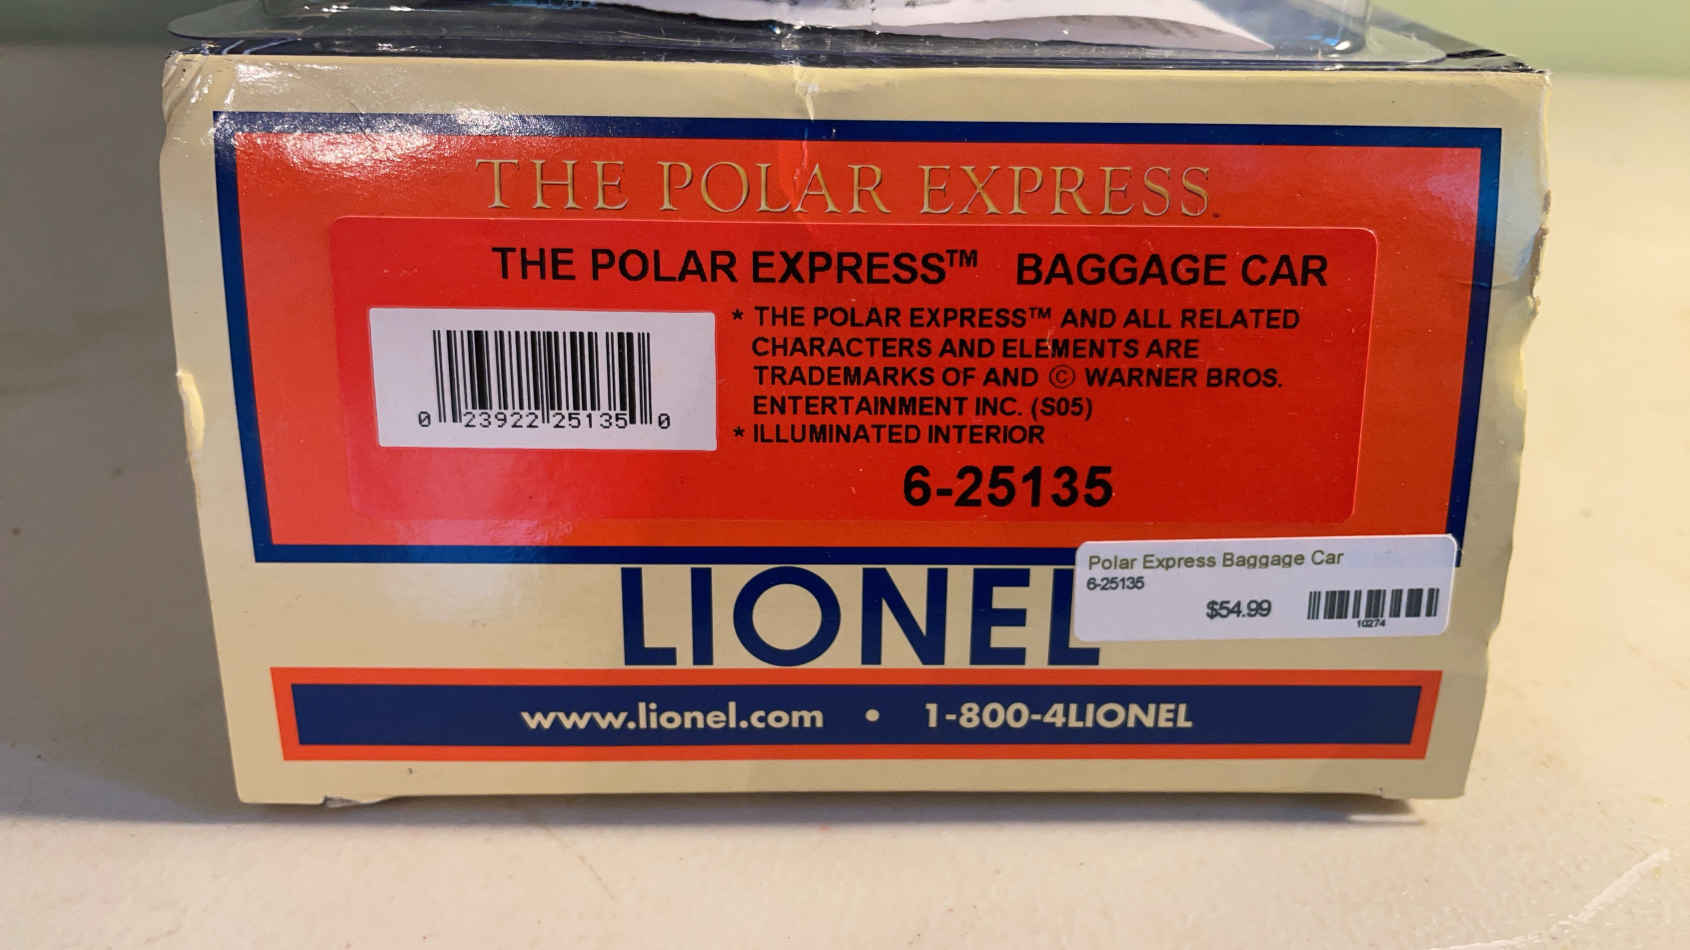 THE POLAR EXPRESS
THE POLAR EXPRESS™ BAGGAGE CAR
* THE POLAR EXPRESS™ AND ALL RELATED
CHARACTERS AND ELEMENTS ARE
TRADEMARKS OF AND © WARNER BROS.
ENTERTAINMENT INC. (S05)
* ILLUMINATED INTERIOR
0 23922 25135 0
6-25135
LIONEL
Polar Express Baggage Car
6-25135
$54.99
10274
www.lionel.com • 1-800-4LIONEL